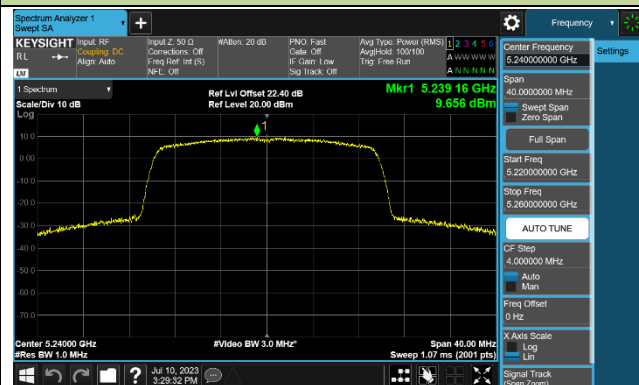 Spectrum Analyzer 1
Swept SA
Frequency
KEYSIGHT
RL
LXI
Input: RF
Coupling: DC
Align: Auto
Input Z: 50 Ω
Corrections: Off
Freq Ref: Int (S)
NFE: Off
#Atten: 20 dB
PNO: Fast
Gate: Off
IF Gain: Low
Sig Track: Off
Avg Type: Power (RMS)
Avg|Hold: 100/100
Trig: Free Run
1 2 3 4 5 6
A W W W W W
A N N N N N
1 Spectrum
Scale/Div 10 dB
Log
Ref Lvl Offset 22.40 dB
Ref Level 20.00 dBm
Mkr1 5.239 16 GHz
9.656 dBm
1
10.0
0.00
-10.0
-20.0
-30.0
-40.0
-50.0
-60.0
-70.0
Center 5.24000 GHz
#Res BW 1.0 MHz
#Video BW 3.0 MHz*
Span 40.00 MHz
Sweep 1.07 ms (2001 pts)
Jul 10, 2023
3:29:32 PM
Center Frequency
5.240000000 GHz
Settings
Span
40.0000000 MHz
Swept Span
Zero Span
Full Span
Start Freq
5.220000000 GHz
Stop Freq
5.260000000 GHz
AUTO TUNE
CF Step
4.000000 MHz
Auto
Man
Freq Offset
0 Hz
X Axis Scale
Log
Lin
Signal Track
(Span Zoom)